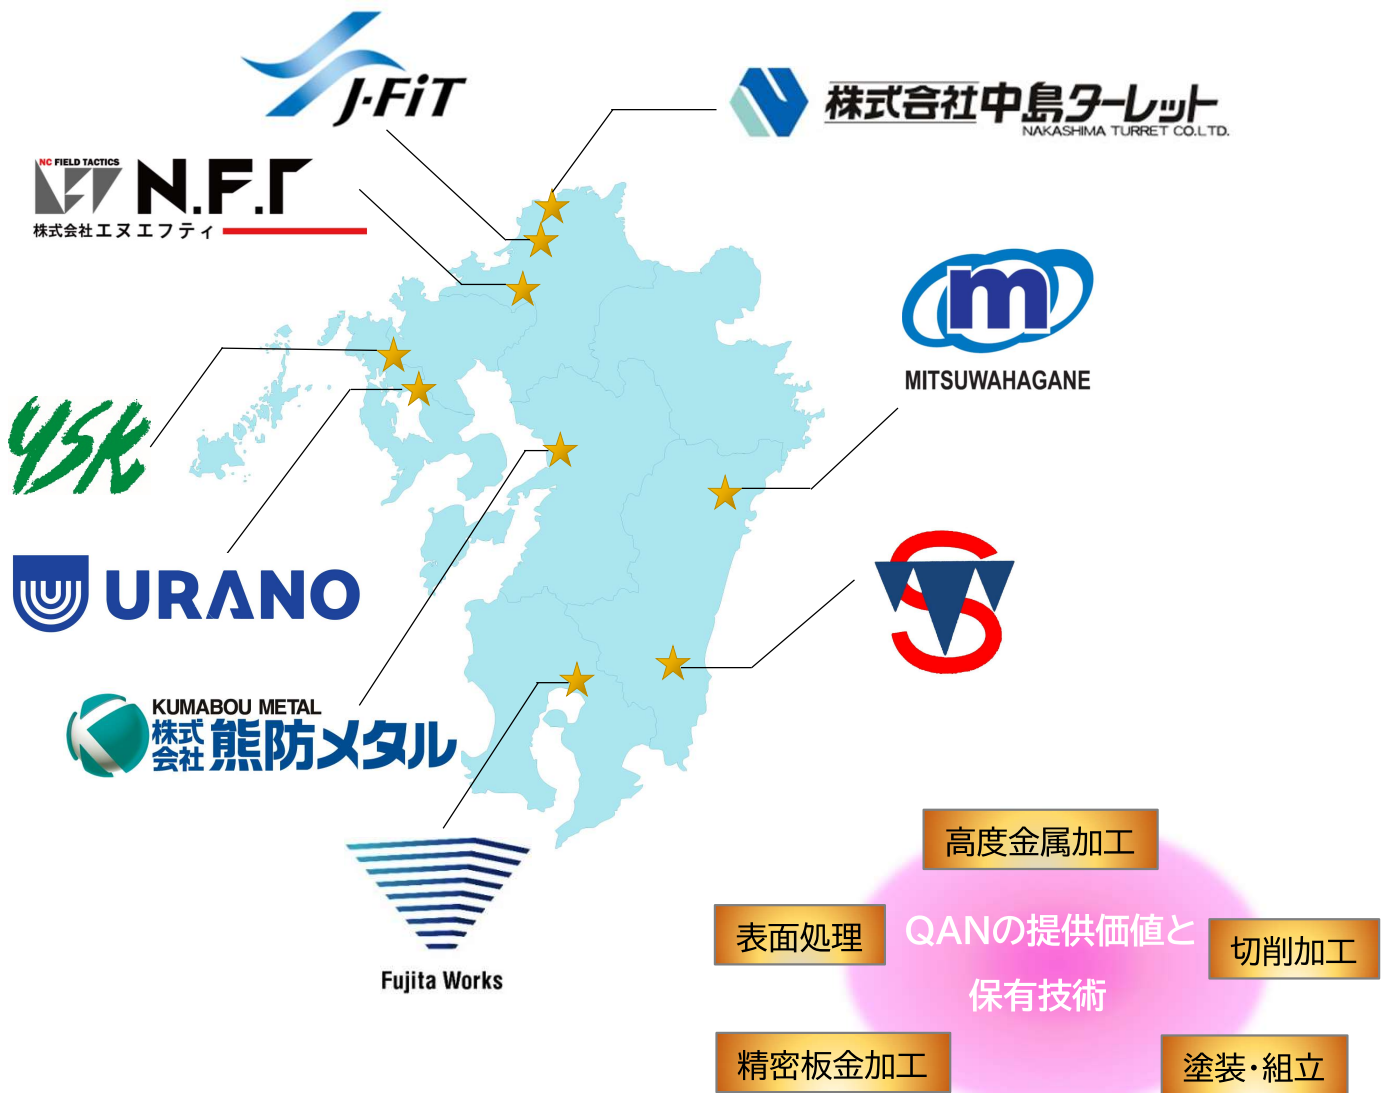 J·FiT
株式会社中島ターレット
NAKASHIMA TURRET CO.LTD.
NC FIELD TACTICS
N.F.T
株式会社エヌエフティ
m
MITSUWAHAGANE
YSK
URANO
S
KUMABOU METAL
株式会社 熊防メタル
Fujita Works
高度金属加工
表面処理
QANの提供価値と
切削加工
保有技術
精密板金加工
塗装・組立